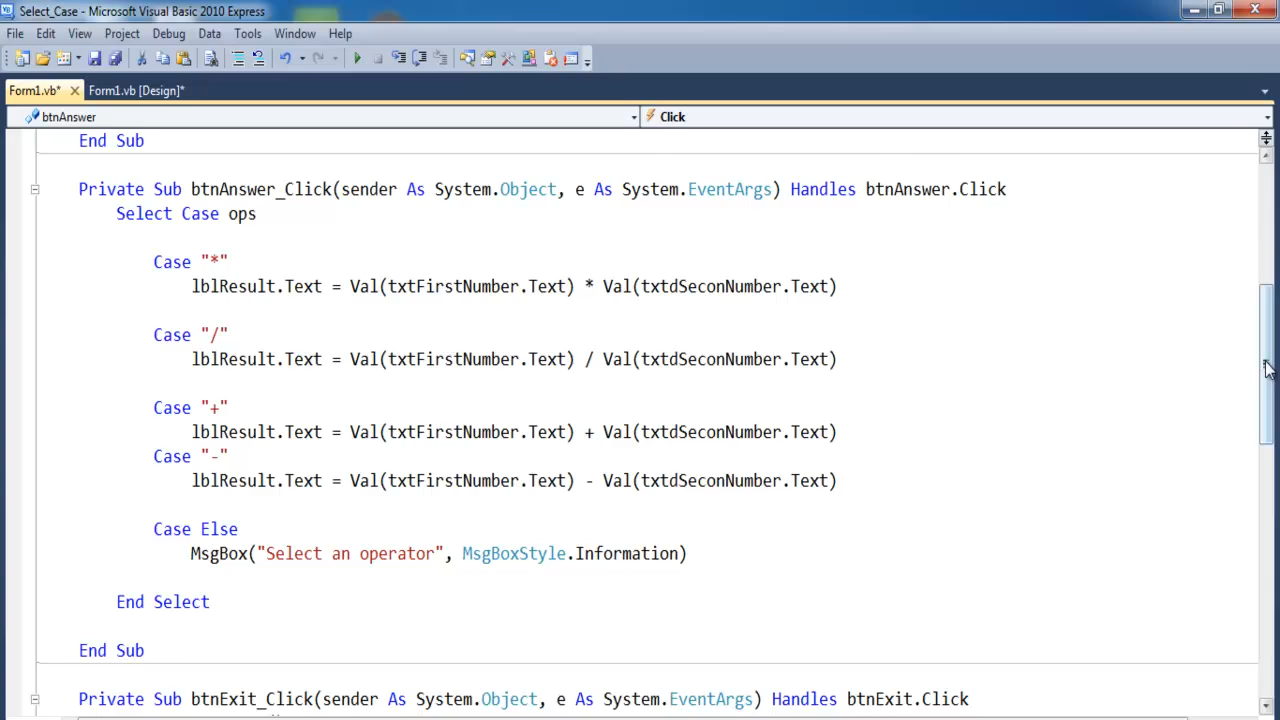 Select_Case - Microsoft Visual Basic 2010 Express
File Edit View Project Debug Data Tools Window Help
Form1.vb* Form1.vb [Design]*
btnAnswer Click
End Sub
Private Sub btnAnswer_Click(sender As System.Object, e As System.EventArgs) Handles btnAnswer.Click
Select Case ops
Case "*"
lblResult.Text = Val(txtFirstNumber.Text) * Val(txtdSeconNumber.Text)
Case "/"
lblResult.Text = Val(txtFirstNumber.Text) / Val(txtdSeconNumber.Text)
Case "+"
lblResult.Text = Val(txtFirstNumber.Text) + Val(txtdSeconNumber.Text)
Case "-"
lblResult.Text = Val(txtFirstNumber.Text) - Val(txtdSeconNumber.Text)
Case Else
MsgBox("Select an operator", MsgBoxStyle.Information)
End Select
End Sub
Private Sub btnExit_Click(sender As System.Object, e As System.EventArgs) Handles btnExit.Click